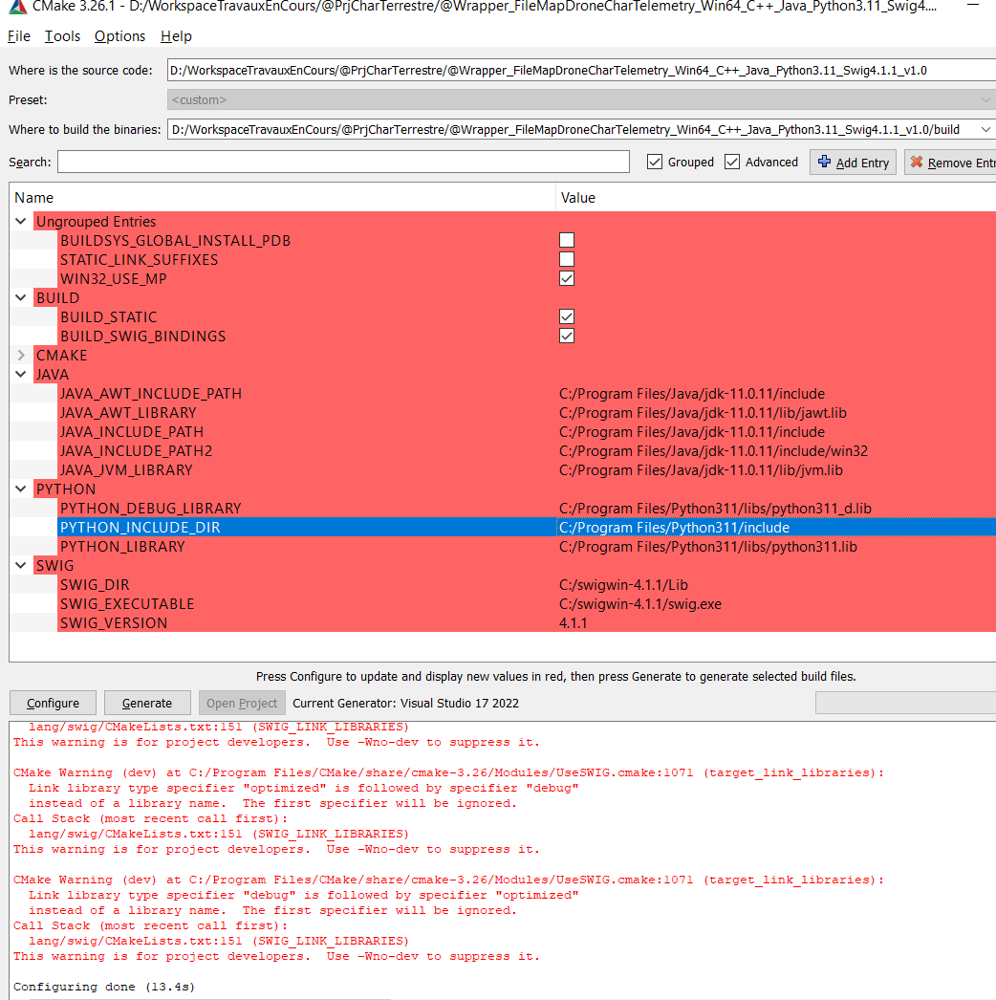 CMake 3.26.1 - D:/WorkspaceTravauxEnCours/@PrjCharTerrestre/@Wrapper_FileMapDroneCharTelemetry_Win64_C++_Java_Python3.11_Swig4....
File Tools Options Help
Where is the source code: D:/WorkspaceTravauxEnCours/@PrjCharTerrestre/@Wrapper_FileMapDroneCharTelemetry_Win64_C++_Java_Python3.11_Swig4.1.1_v1.0
Preset: <custom>
Where to build the binaries: D:/WorkspaceTravauxEnCours/@PrjCharTerrestre/@Wrapper_FileMapDroneCharTelemetry_Win64_C++_Java_Python3.11_Swig4.1.1_v1.0/build
Search: Grouped Advanced Add Entry Remove Entr
Name Value
Ungrouped Entries
BUILDSYS_GLOBAL_INSTALL_PDB
STATIC_LINK_SUFFIXES
WIN32_USE_MP
BUILD
BUILD_STATIC
BUILD_SWIG_BINDINGS
CMAKE
JAVA
JAVA_AWT_INCLUDE_PATH C:/Program Files/Java/jdk-11.0.11/include
JAVA_AWT_LIBRARY C:/Program Files/Java/jdk-11.0.11/lib/jawt.lib
JAVA_INCLUDE_PATH C:/Program Files/Java/jdk-11.0.11/include
JAVA_INCLUDE_PATH2 C:/Program Files/Java/jdk-11.0.11/include/win32
JAVA_JVM_LIBRARY C:/Program Files/Java/jdk-11.0.11/lib/jvm.lib
PYTHON
PYTHON_DEBUG_LIBRARY C:/Program Files/Python311/libs/python311_d.lib
PYTHON_INCLUDE_DIR C:/Program Files/Python311/include
PYTHON_LIBRARY C:/Program Files/Python311/libs/python311.lib
SWIG
SWIG_DIR C:/swigwin-4.1.1/Lib
SWIG_EXECUTABLE C:/swigwin-4.1.1/swig.exe
SWIG_VERSION 4.1.1
Press Configure to update and display new values in red, then press Generate to generate selected build files.
Configure Generate Open Project Current Generator: Visual Studio 17 2022
lang/swig/CMakeLists.txt:151 (SWIG_LINK_LIBRARIES)
This warning is for project developers.  Use -Wno-dev to suppress it.
CMake Warning (dev) at C:/Program Files/CMake/share/cmake-3.26/Modules/UseSWIG.cmake:1071 (target_link_libraries):
Link library type specifier "optimized" is followed by specifier "debug"
instead of a library name.  The first specifier will be ignored.
Call Stack (most recent call first):
lang/swig/CMakeLists.txt:151 (SWIG_LINK_LIBRARIES)
This warning is for project developers.  Use -Wno-dev to suppress it.
CMake Warning (dev) at C:/Program Files/CMake/share/cmake-3.26/Modules/UseSWIG.cmake:1071 (target_link_libraries):
Link library type specifier "debug" is followed by specifier "optimized"
instead of a library name.  The first specifier will be ignored.
Call Stack (most recent call first):
lang/swig/CMakeLists.txt:151 (SWIG_LINK_LIBRARIES)
This warning is for project developers.  Use -Wno-dev to suppress it.
Configuring done (13.4s)